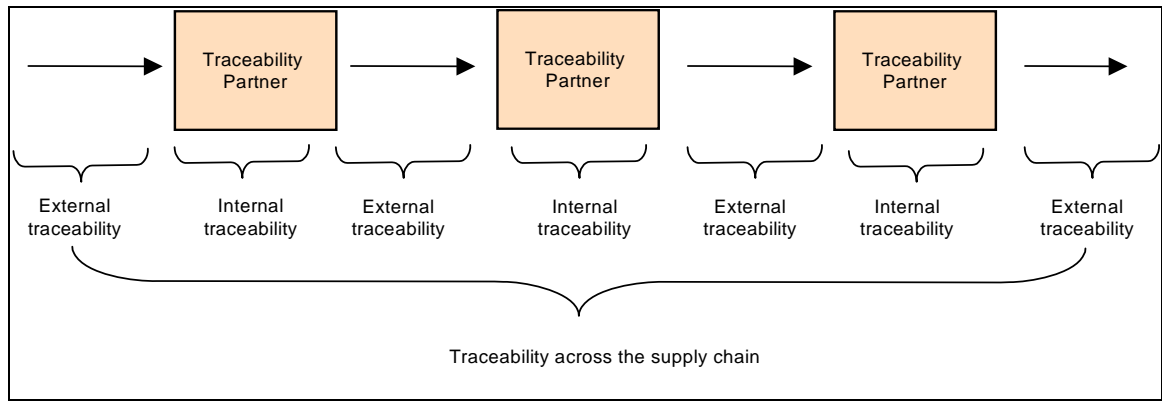 Traceability
Partner
Traceability
Partner
Traceability
Partner
External
traceability
Internal
traceability
External
traceability
Internal
traceability
External
traceability
Internal
traceability
External
traceability
Traceability across the supply chain